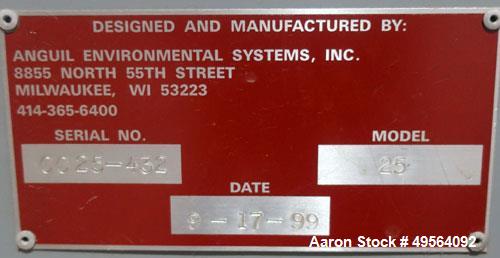 DESIGNED AND MANUFACTURED BY:
ANGUIL ENVIRONMENTAL SYSTEMS, INC.
8855 NORTH 55TH STREET
MILWAUKEE, WI 53223
414-365-6400
SERIAL NO.
CC25-432
MODEL
25
DATE
9-17-99
Aaron Stock # 49564092